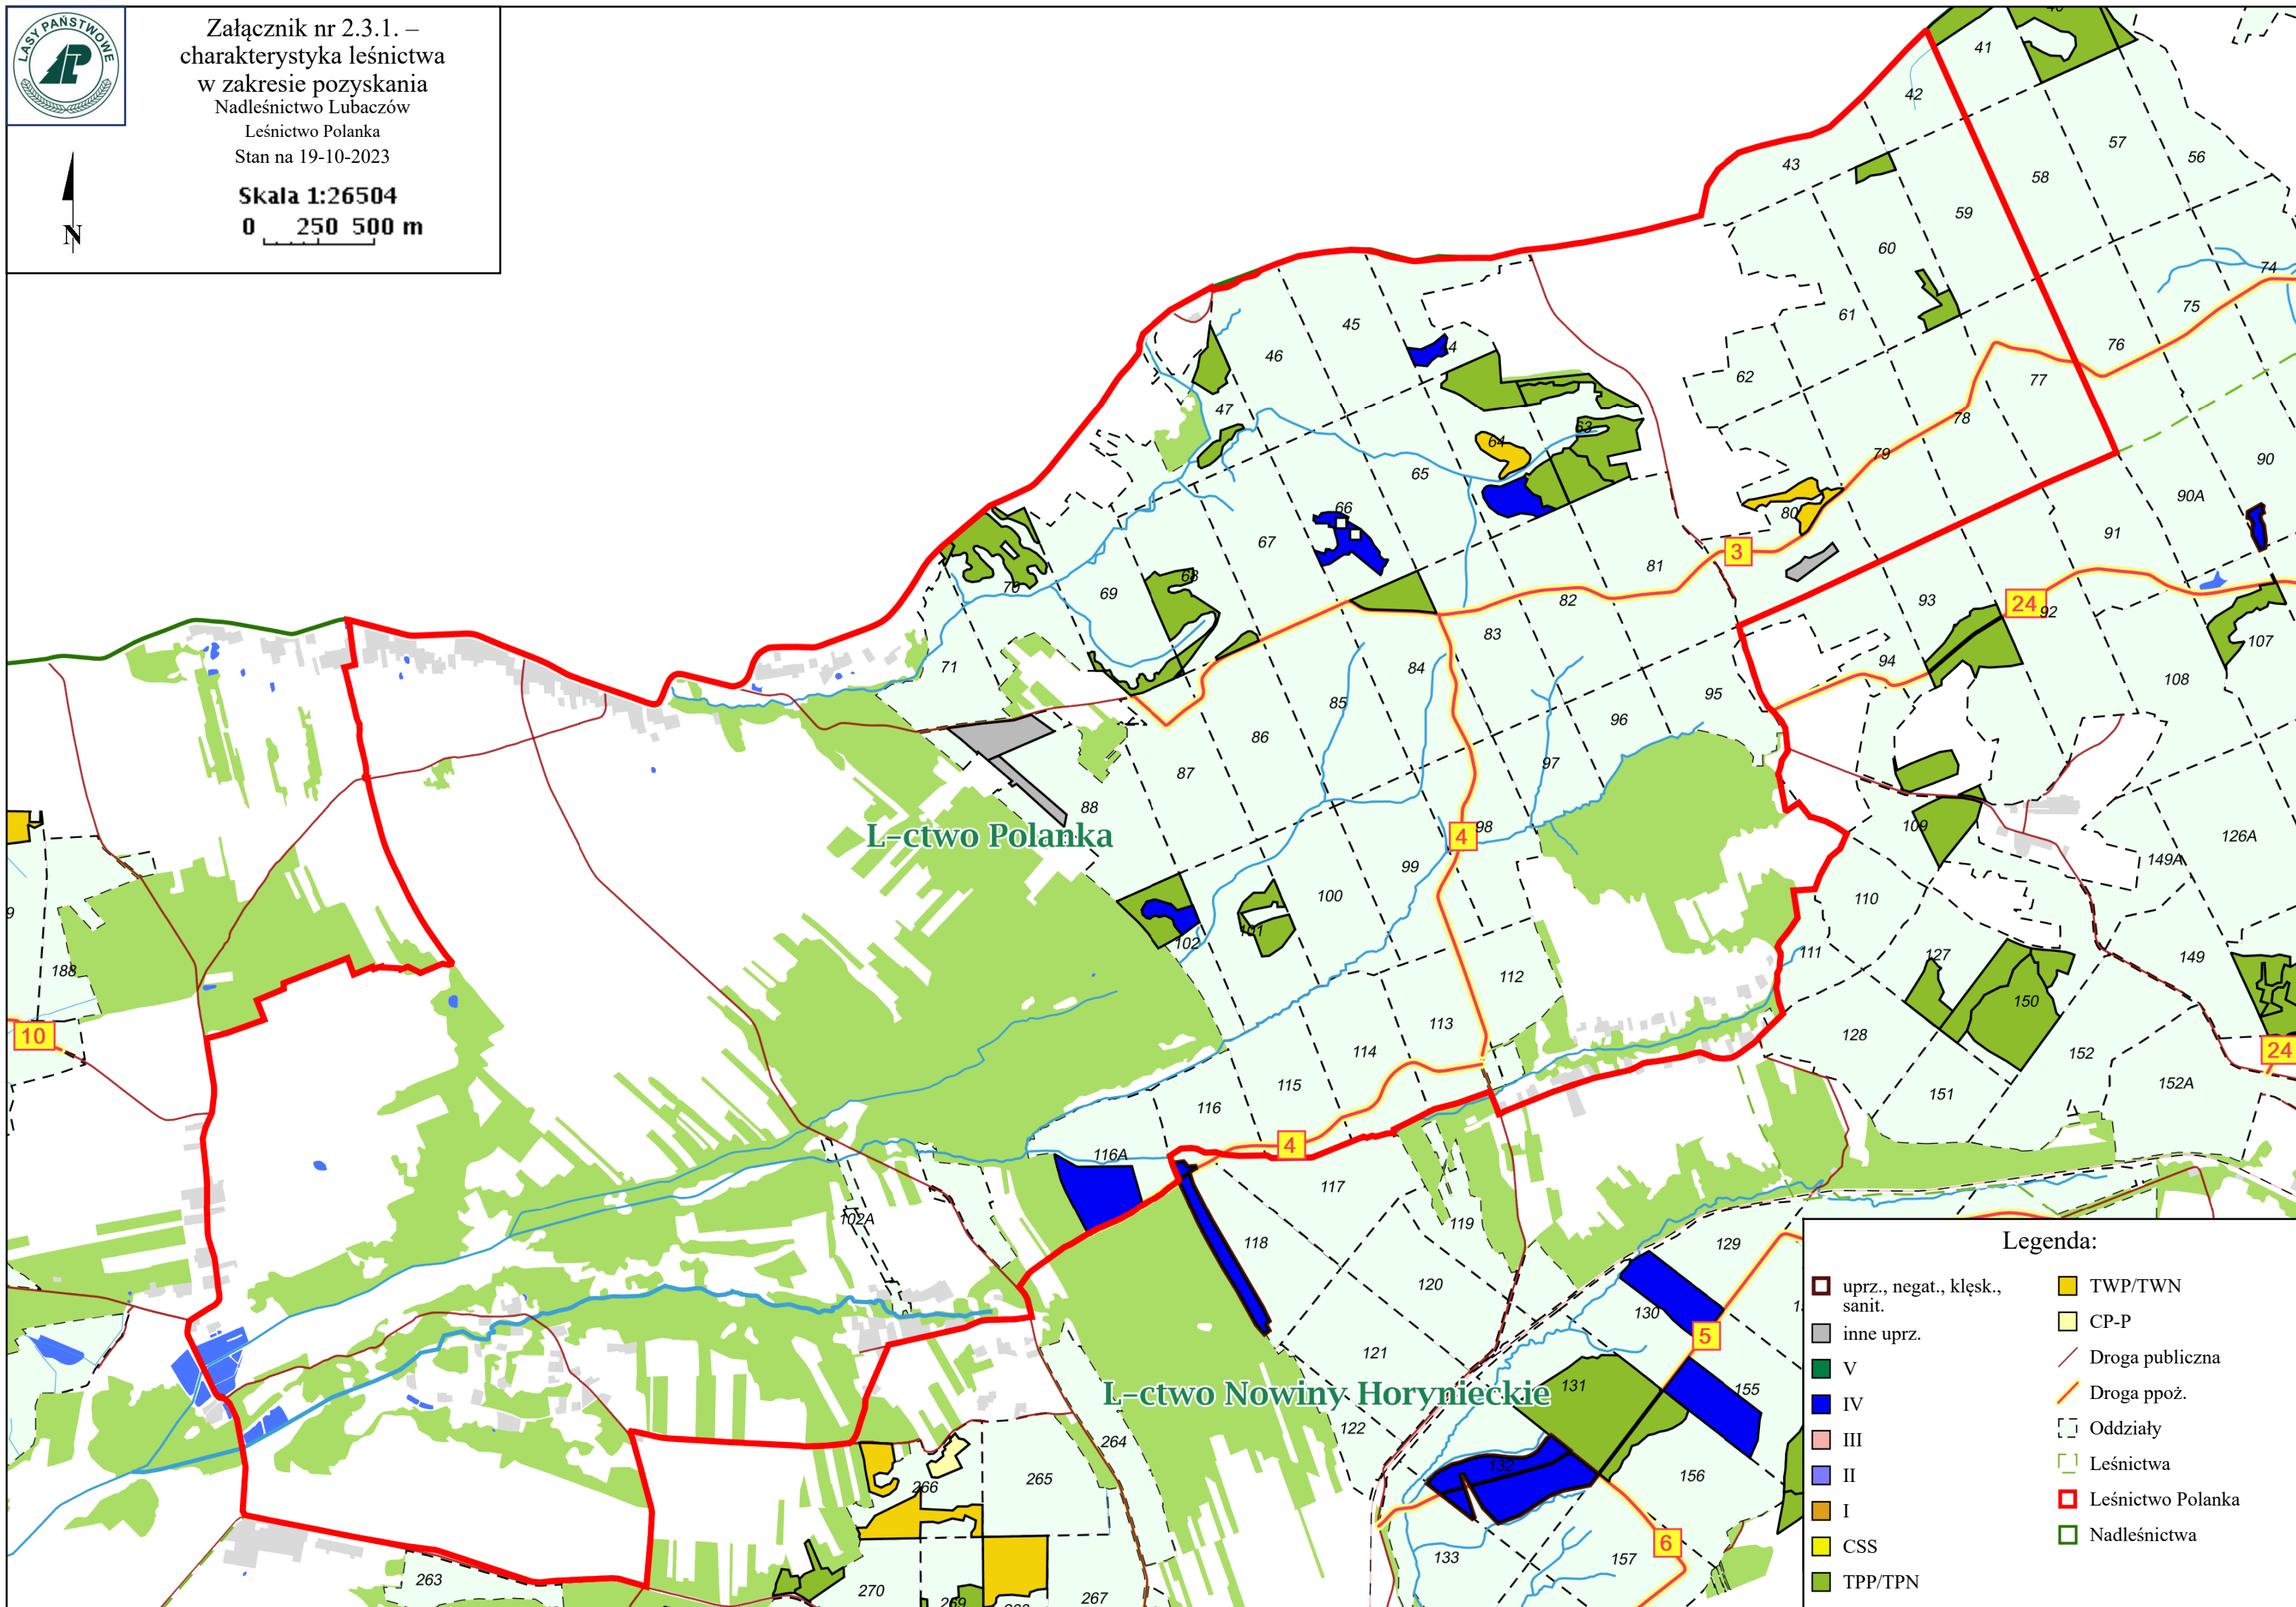 LASY PAŃSTWOWE
Załącznik nr 2.3.1. –
charakterystyka leśnictwa
w zakresie pozyskania
Nadleśnictwo Lubaczów
Leśnictwo Polanka
Stan na 19-10-2023
Skala 1:26504
0 250 500 m
N
41
42
57
56
43
58
59
60
74
75
61
76
45
46
44
62
77
47
78
64
63
79
65
90
90A
66
80
67
91
3
81
70
69
68
82
93
24
92
83
107
71
84
94
108
95
85
96
86
97
87
88
L-ctwo Polanka
4
98
109
126A
99
149A
100
110
9
101
102
111
127
149
188
112
150
10
113
128
24
114
152
115
152A
116
151
4
116A
117
102A
119
118
129
120
130
5
121
131
155
L-ctwo Nowiny Horynieckie
122
264
132
265
156
266
6
133
157
263
270
267
269
Legenda:
uprz., negat., klęsk.,
sanit.
inne uprz.
V
IV
III
II
I
CSS
TPP/TPN
TWP/TWN
CP-P
Droga publiczna
Droga ppoż.
Oddziały
Leśnictwa
Leśnictwo Polanka
Nadleśnictwa